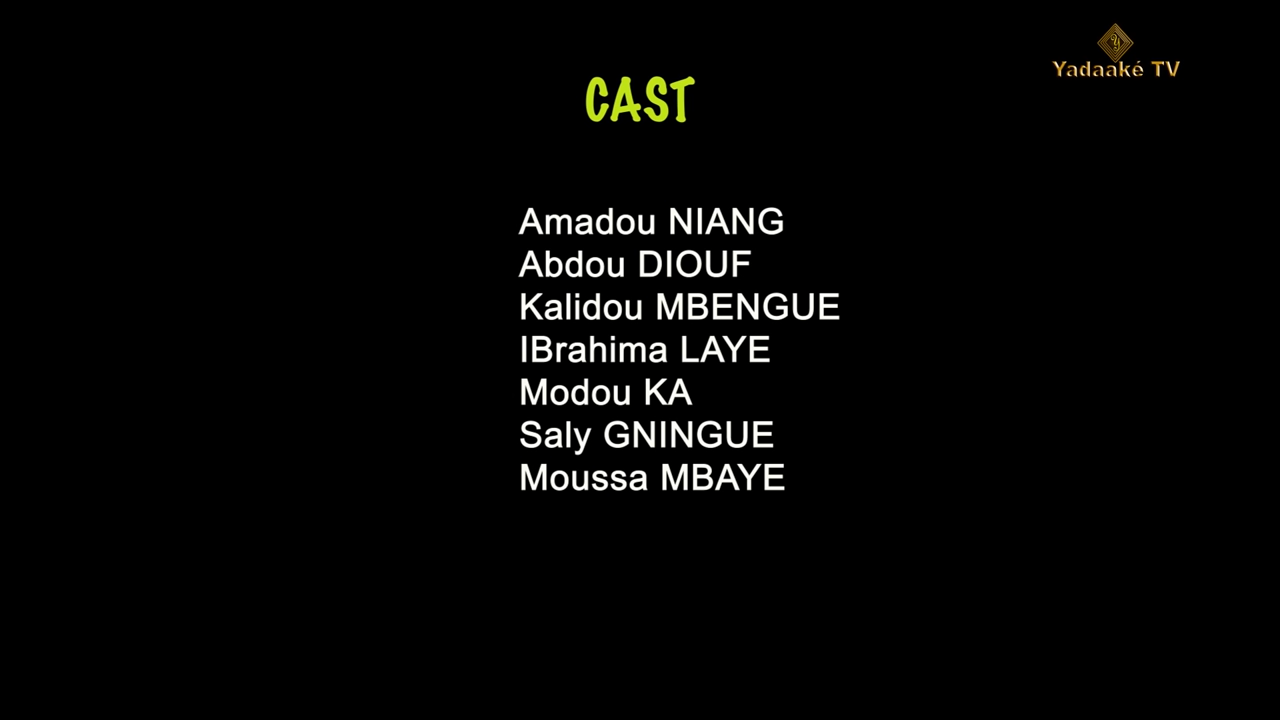 Yadaaké TV
CAST
Amadou NIANG
Abdou DIOUF
Kalidou MBENGUE
IBrahima LAYE
Modou KA
Saly GNINGUE
Moussa MBAYE